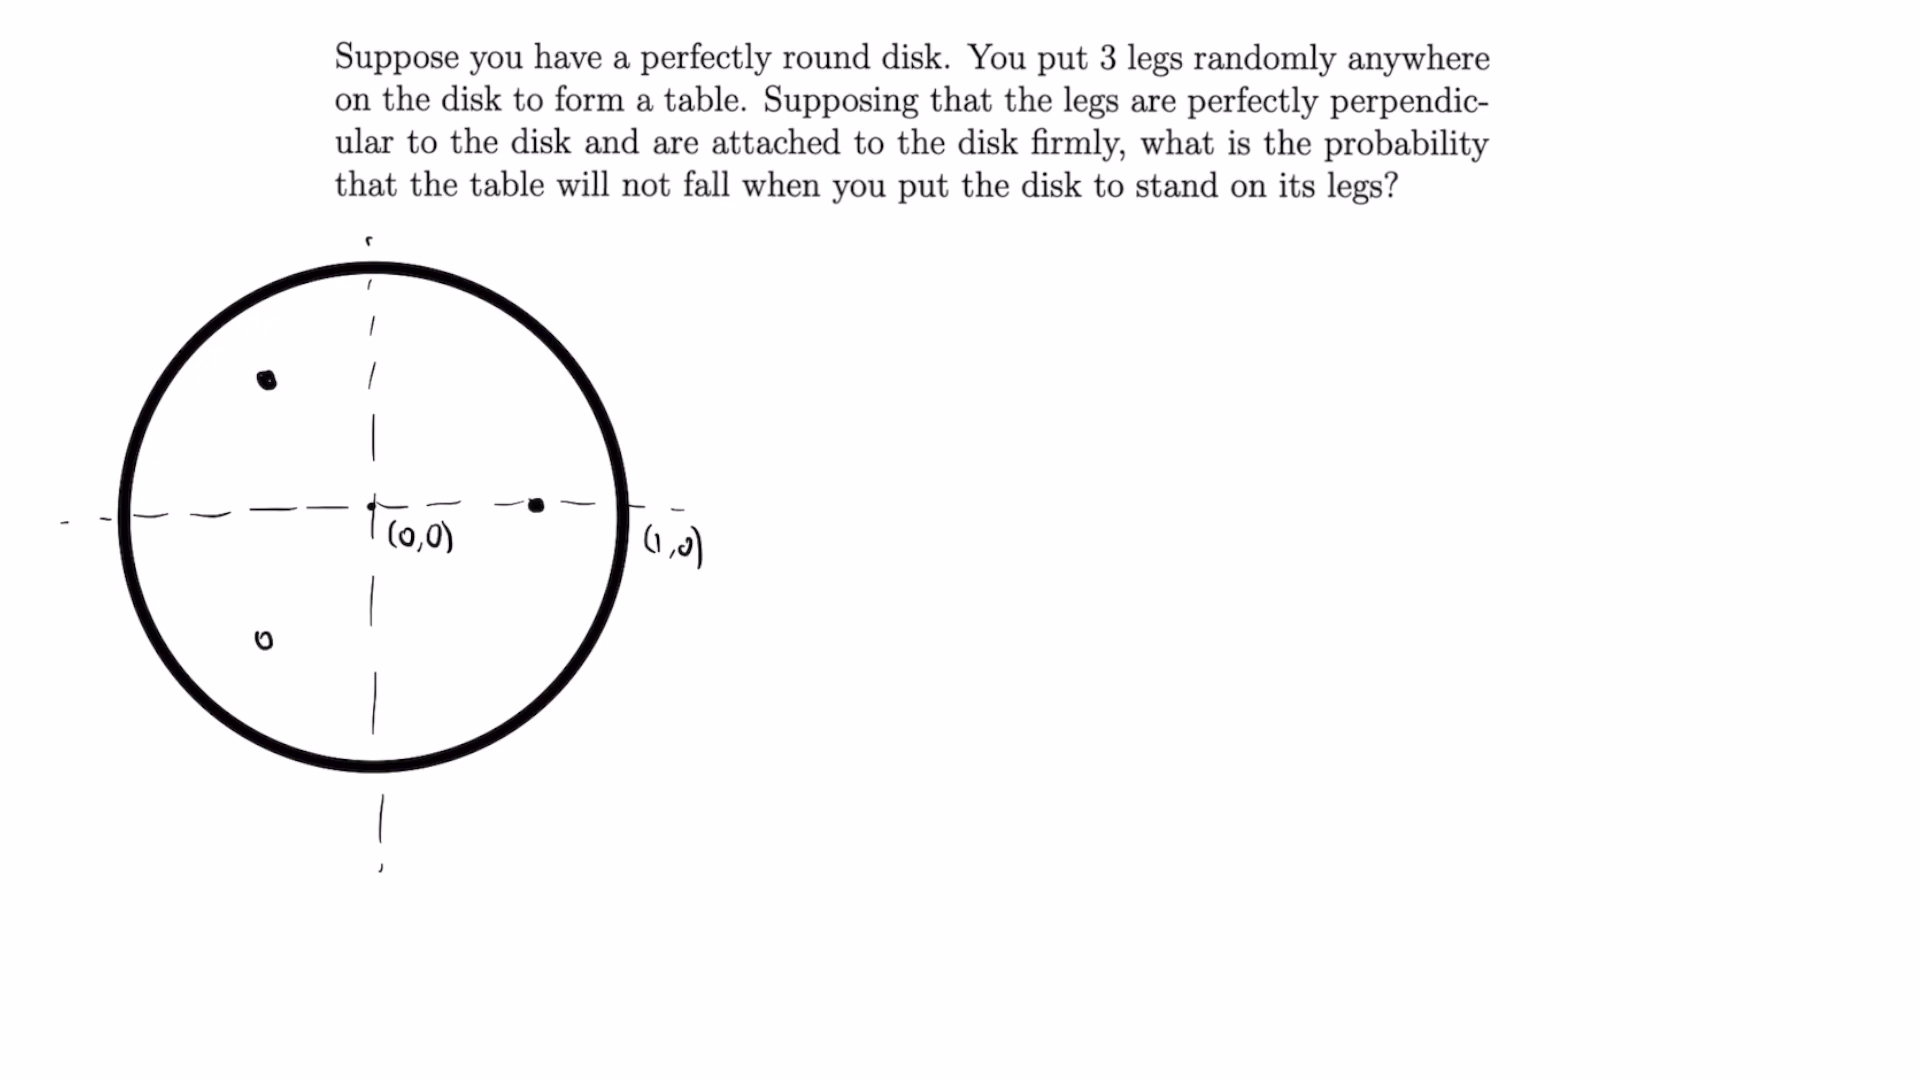 Suppose you have a perfectly round disk. You put 3 legs randomly anywhere
on the disk to form a table. Supposing that the legs are perfectly perpendic-
ular to the disk and are attached to the disk firmly, what is the probability
that the table will not fall when you put the disk to stand on its legs?
(0,0)
(1,0)